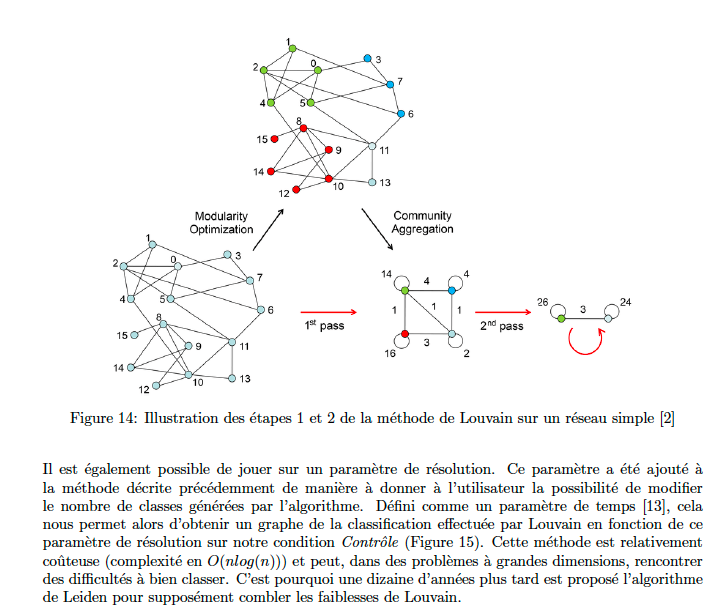 1
2
0
3
7
4
5
6
8
15
9
11
14
12
10
13
Modularity
Optimization
Community
Aggregation
1
2
0
3
7
4
5
6
8
15
9
11
14
12
10
13
1st pass
14
4
4
1
1
1
3
16
2
2nd pass
26
3
24
Figure 14: Illustration des étapes 1 et 2 de la méthode de Louvain sur un réseau simple [2]
Il est également possible de jouer sur un paramètre de résolution. Ce paramètre a été ajouté à
la méthode décrite précédemment de manière à donner à l'utilisateur la possibilité de modifier
le nombre de classes générées par l'algorithme. Défini comme un paramètre de temps [13], cela
nous permet alors d'obtenir un graphe de la classification effectuée par Louvain en fonction de ce
paramètre de résolution sur notre condition Contrôle (Figure 15). Cette méthode est relativement
coûteuse (complexité en O(nlog(n))) et peut, dans des problèmes à grandes dimensions, rencontrer
des difficultés à bien classer. C'est pourquoi une dizaine d'années plus tard est proposé l'algorithme
de Leiden pour supposément combler les faiblesses de Louvain.